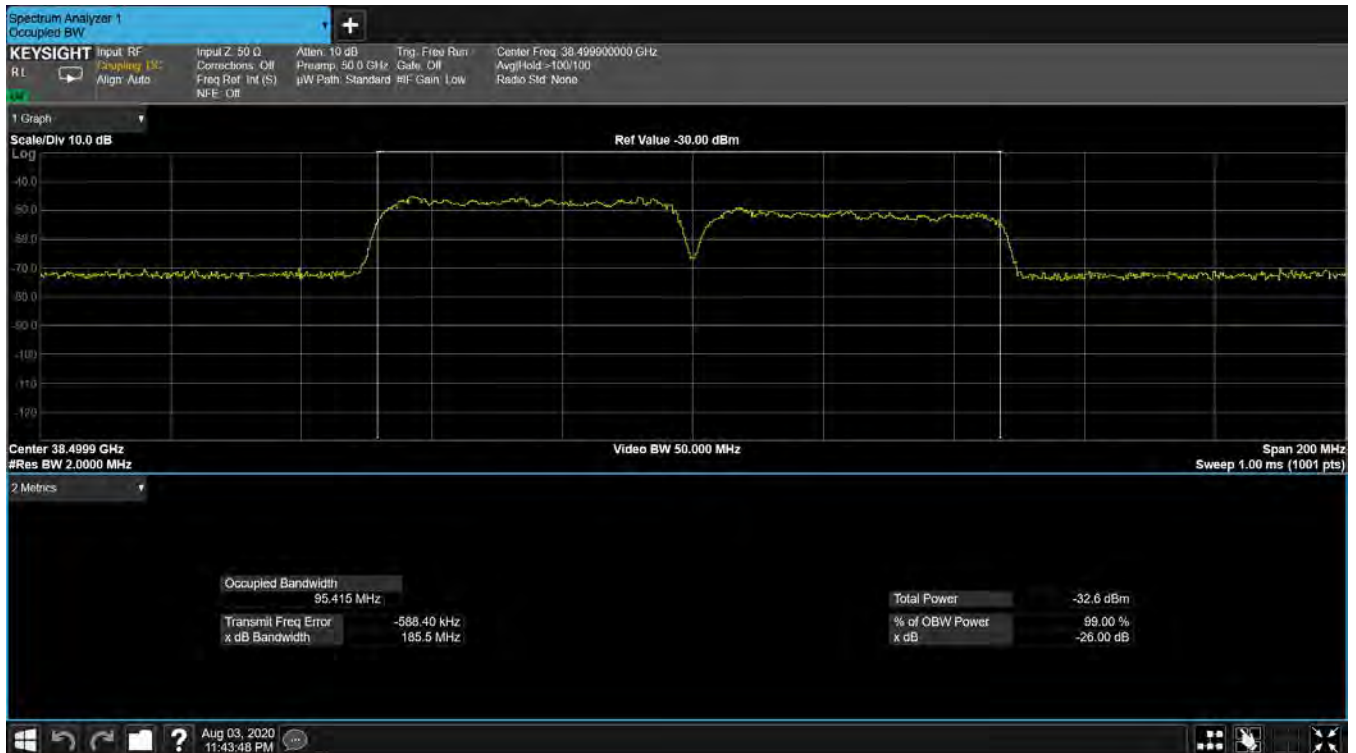 Spectrum Analyzer 1
Occupied BW
+
KEYSIGHT Input: RF Input Z: 50 Ω Atten: 10 dB Trig: Free Run Center Freq: 38.499900000 GHz
RL Coupling: DC Corrections: Off Preamp: 50.0 GHz Gate: Off Avg|Hold:>100/100
Align: Auto Freq Ref: Int (S) µW Path: Standard #IF Gain: Low Radio Std: None
NFE: Off
1 Graph
Scale/Div 10.0 dB Ref Value -30.00 dBm
Log
-40.0
-50.0
-70.0
-80.0
-90.0
-100
-110
-120
Center 38.4999 GHz Video BW 50.000 MHz Span 200 MHz
#Res BW 2.0000 MHz Sweep 1.00 ms (1001 pts)
2 Metrics
Occupied Bandwidth
95.415 MHz Total Power -32.6 dBm
Transmit Freq Error -588.40 kHz % of OBW Power 99.00 %
x dB Bandwidth 185.5 MHz x dB -26.00 dB
? Aug 03, 2020
11:43:48 PM